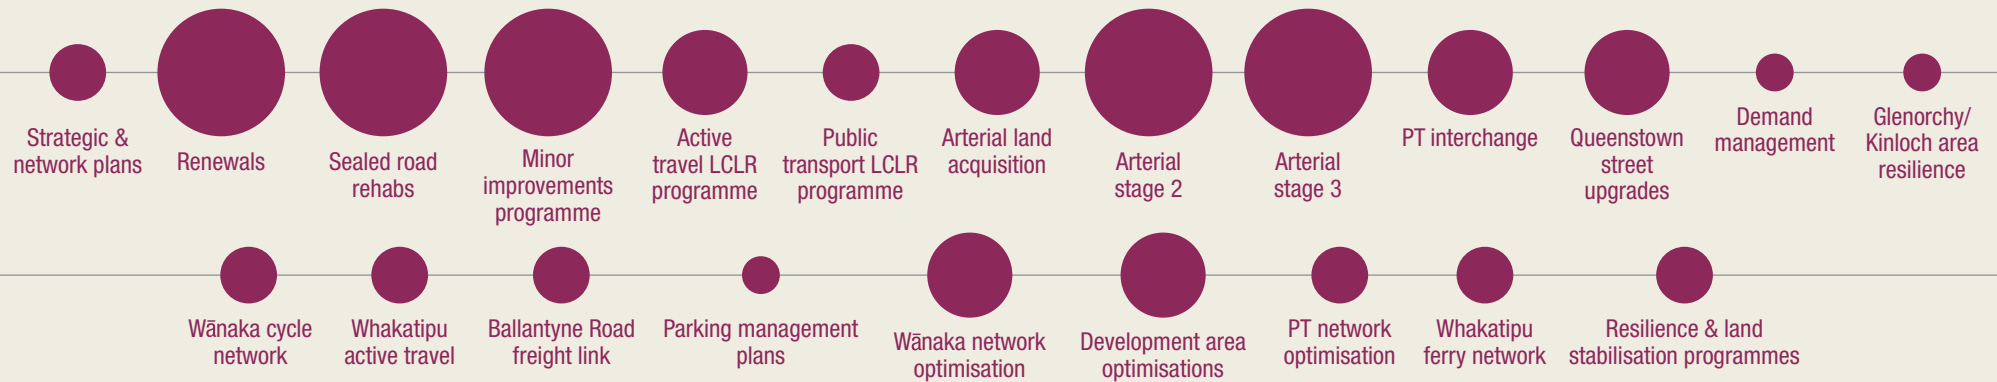 Strategic &
network plans
Renewals
Sealed road
rehabs
Minor
improvements
programme
Active
travel LCLR
programme
Public
transport LCLR
programme
Arterial land
acquisition
Arterial
stage 2
Arterial
stage 3
PT interchange
Queenstown
street
upgrades
Demand
management
Glenorchy/
Kinloch area
resilience
Wānaka cycle
network
Whakatipu
active travel
Ballantyne Road
freight link
Parking management
plans
Wānaka network
optimisation
Development area
optimisations
PT network
optimisation
Whakatipu
ferry network
Resilience & land
stabilisation programmes